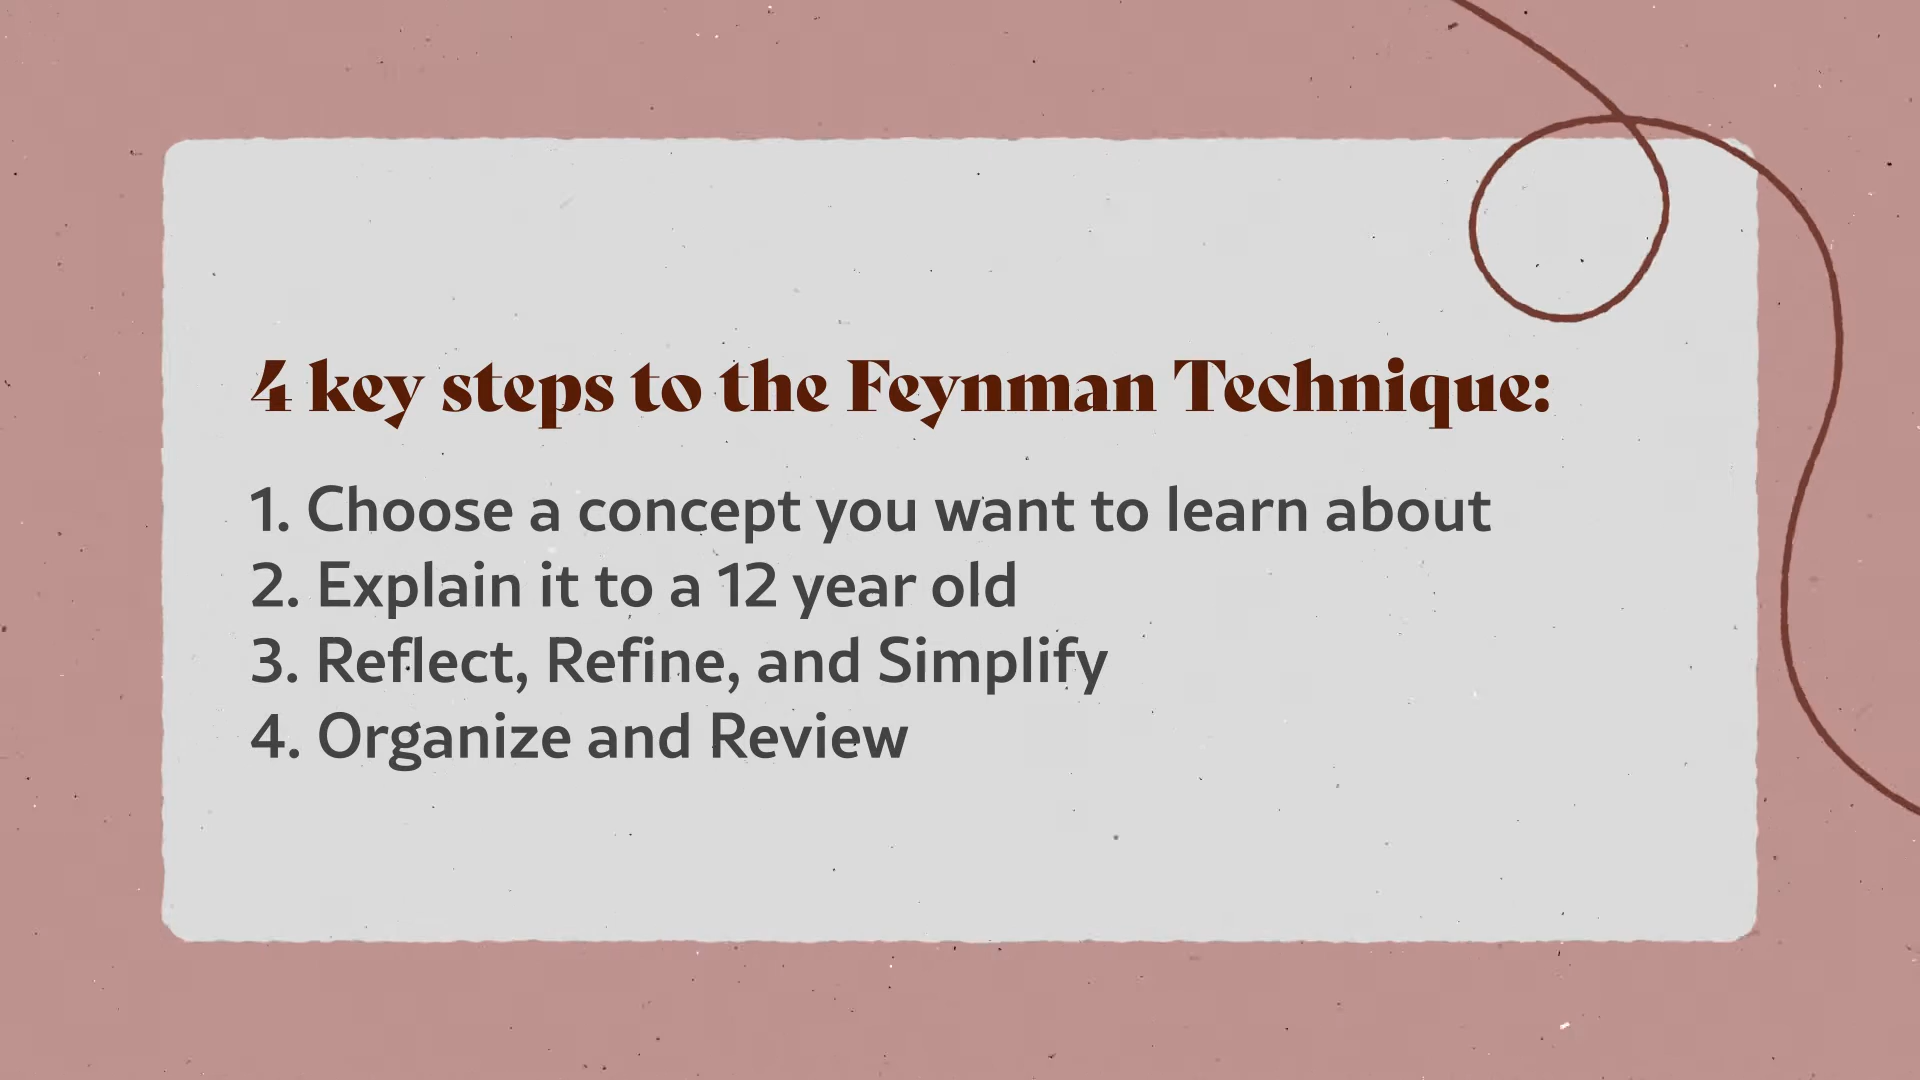 4 key steps to the Feynman Technique:
1. Choose a concept you want to learn about
2. Explain it to a 12 year old
3. Reflect, Refine, and Simplify
4. Organize and Review